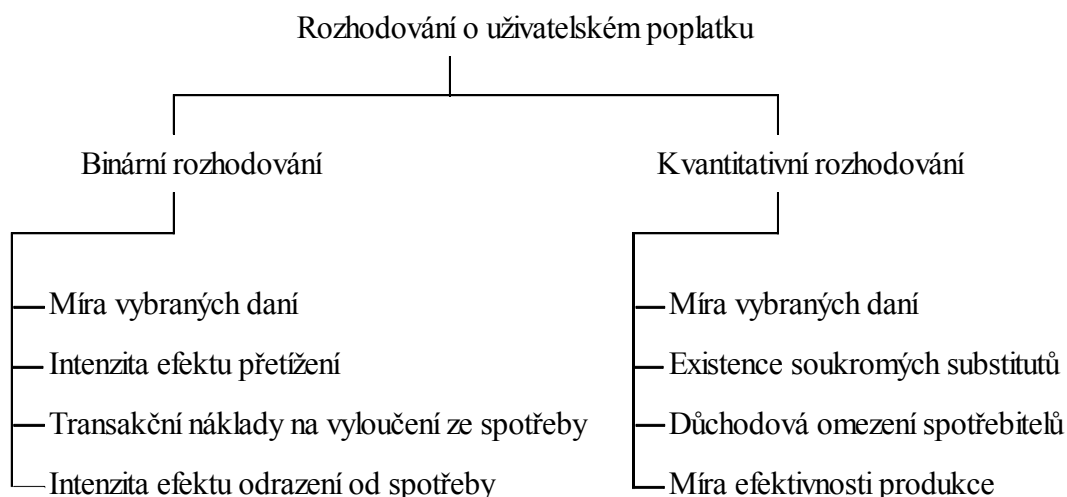 Rozhodování o uživatelském poplatku
Binární rozhodování
Kvantitativní rozhodování
Míra vybraných daní
Intenzita efektu přetížení
Transakční náklady na vyloučení ze spotřeby
Intenzita efektu odrazení od spotřeby
Míra vybraných daní
Existence soukromých substitutů
Důchodová omezení spotřebitelů
Míra efektivnosti produkce